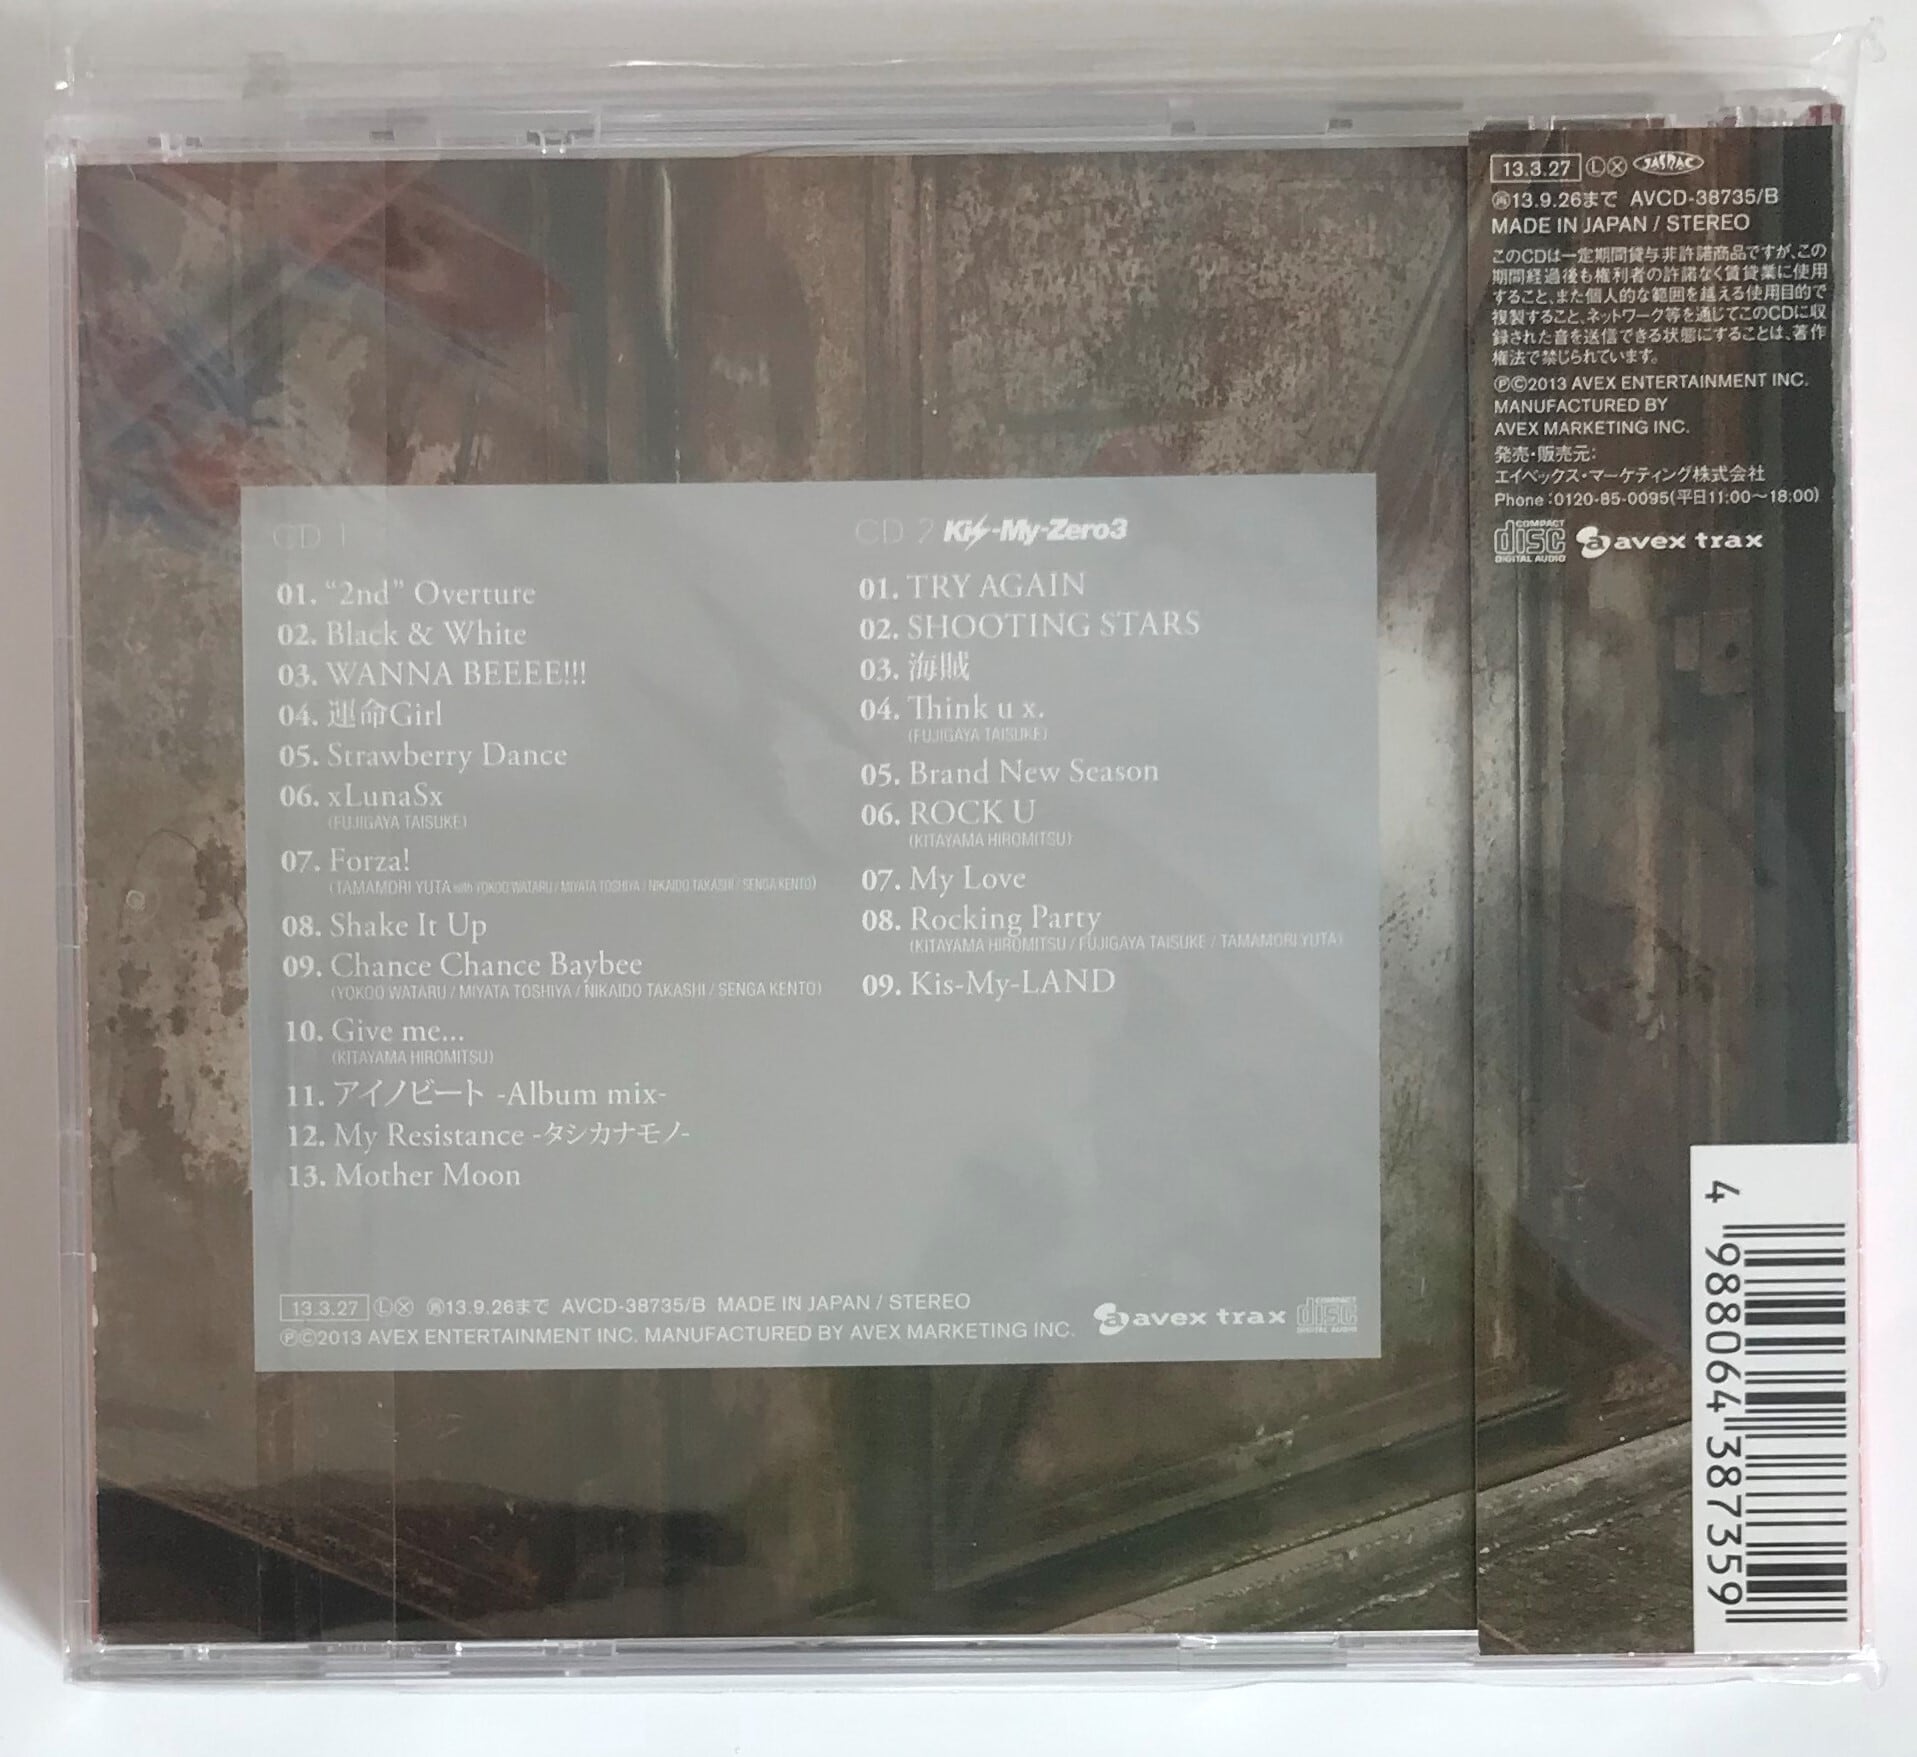 CD 1
01. “2nd” Overture
02. Black & White
03. WANNA BEEEE!!!
04. 運命Girl
05. Strawberry Dance
06. xLunaSx
(FUJIGAYA TAISUKE)
07. Forza!
(TAMAMORI YUTA with YOKOO WATARU / MIYATA TOSHIYA / NIKAIDO TAKASHI / SENGA KENTO)
08. Shake It Up
09. Chance Chance Baybee
(YOKOO WATARU / MIYATA TOSHIYA / NIKAIDO TAKASHI / SENGA KENTO)
10. Give me...
(KITAYAMA HIROMITSU)
11. アイノビート -Album mix-
12. My Resistance -タシカナモノ-
13. Mother Moon
CD 2 Kis-My-Zero3
01. TRY AGAIN
02. SHOOTING STARS
03. 海賊
04. Think u x.
(FUJIGAYA TAISUKE)
05. Brand New Season
06. ROCK U
(KITAYAMA HIROMITSU)
07. My Love
08. Rocking Party
(KITAYAMA HIROMITSU / FUJIGAYA TAISUKE / TAMAMORI YUTA)
09. Kis-My-LAND
13.3.27 ⓁⓍ ㋹13.9.26まで AVCD-38735/B MADE IN JAPAN / STEREO
ⓅⒸ2013 AVEX ENTERTAINMENT INC. MANUFACTURED BY AVEX MARKETING INC.
avex trax
COMPACT
disc
DIGITAL AUDIO
13.3.27 ⓁⓍ JASRAC
㋹13.9.26まで AVCD-38735/B
MADE IN JAPAN / STEREO
このCDは一定期間貸与非許諾商品ですが、この
期間経過後も権利者の許諾なく賃貸業に使用
すること、また個人的な範囲を越える使用目的で
複製すること、ネットワーク等を通じてこのCDに収
録された音を送信できる状態にすることは、著作
権法で禁じられています。
ⓅⒸ2013 AVEX ENTERTAINMENT INC.
MANUFACTURED BY
AVEX MARKETING INC.
発売・販売元:
エイベックス・マーケティング株式会社
Phone:0120-85-0095(平日11:00〜18:00)
COMPACT
disc
DIGITAL AUDIO
avex trax
4 988064 387359